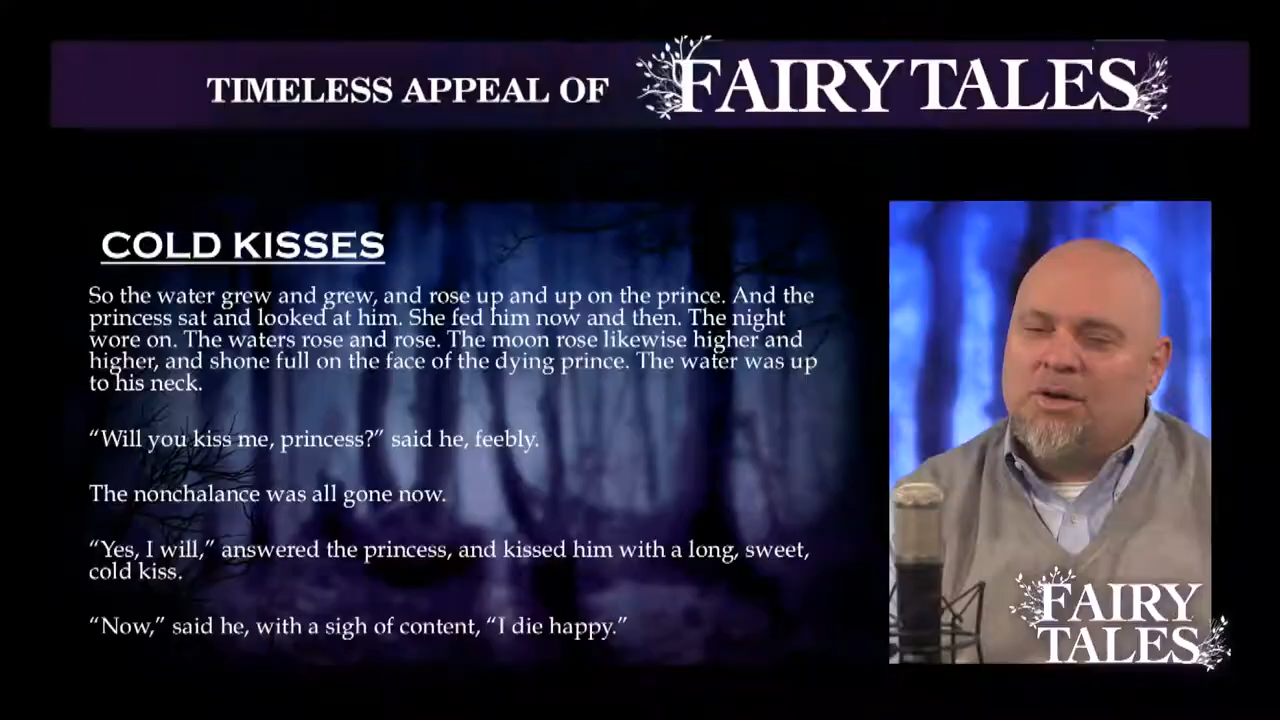 TIMELESS APPEAL OF FAIRY TALES
COLD KISSES
So the water grew and grew, and rose up and up on the prince. And the
princess sat and looked at him. She fed him now and then. The night
wore on. The waters rose and rose. The moon rose likewise higher and
higher, and shone full on the face of the dying prince. The water was up
to his neck.
“Will you kiss me, princess?” said he, feebly.
The nonchalance was all gone now.
“Yes, I will,” answered the princess, and kissed him with a long, sweet,
cold kiss.
“Now,” said he, with a sigh of content, “I die happy.”
FAIRY
TALES